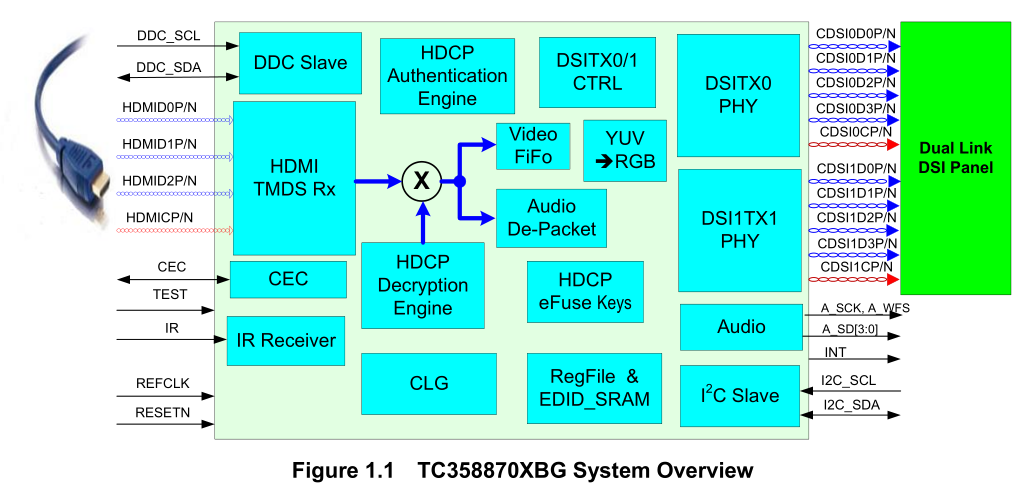 DDC_SCL
DDC_SDA
HDMID0P/N
HDMID1P/N
HDMID2P/N
HDMICP/N
CEC
TEST
IR
REFCLK
RESETN
DDC Slave
HDCP
Authentication
Engine
DSITX0/1
CTRL
DSITX0
PHY
HDMI
TMDS Rx
X
Video
FiFo
YUV
➔RGB
Audio
De-Packet
DSI1TX1
PHY
CEC
HDCP
Decryption
Engine
HDCP
eFuse Keys
IR Receiver
Audio
CLG
RegFile &
EDID_SRAM
I²C Slave
CDSI0D0P/N
CDSI0D1P/N
CDSI0D2P/N
CDSI0D3P/N
CDSI0CP/N
CDSI1D0P/N
CDSI1D1P/N
CDSI1D2P/N
CDSI1D3P/N
CDSI1CP/N
A_SCK, A_WFS
A_SD[3:0]
INT
I2C_SCL
I2C_SDA
Dual Link
DSI Panel
Figure 1.1 TC358870XBG System Overview